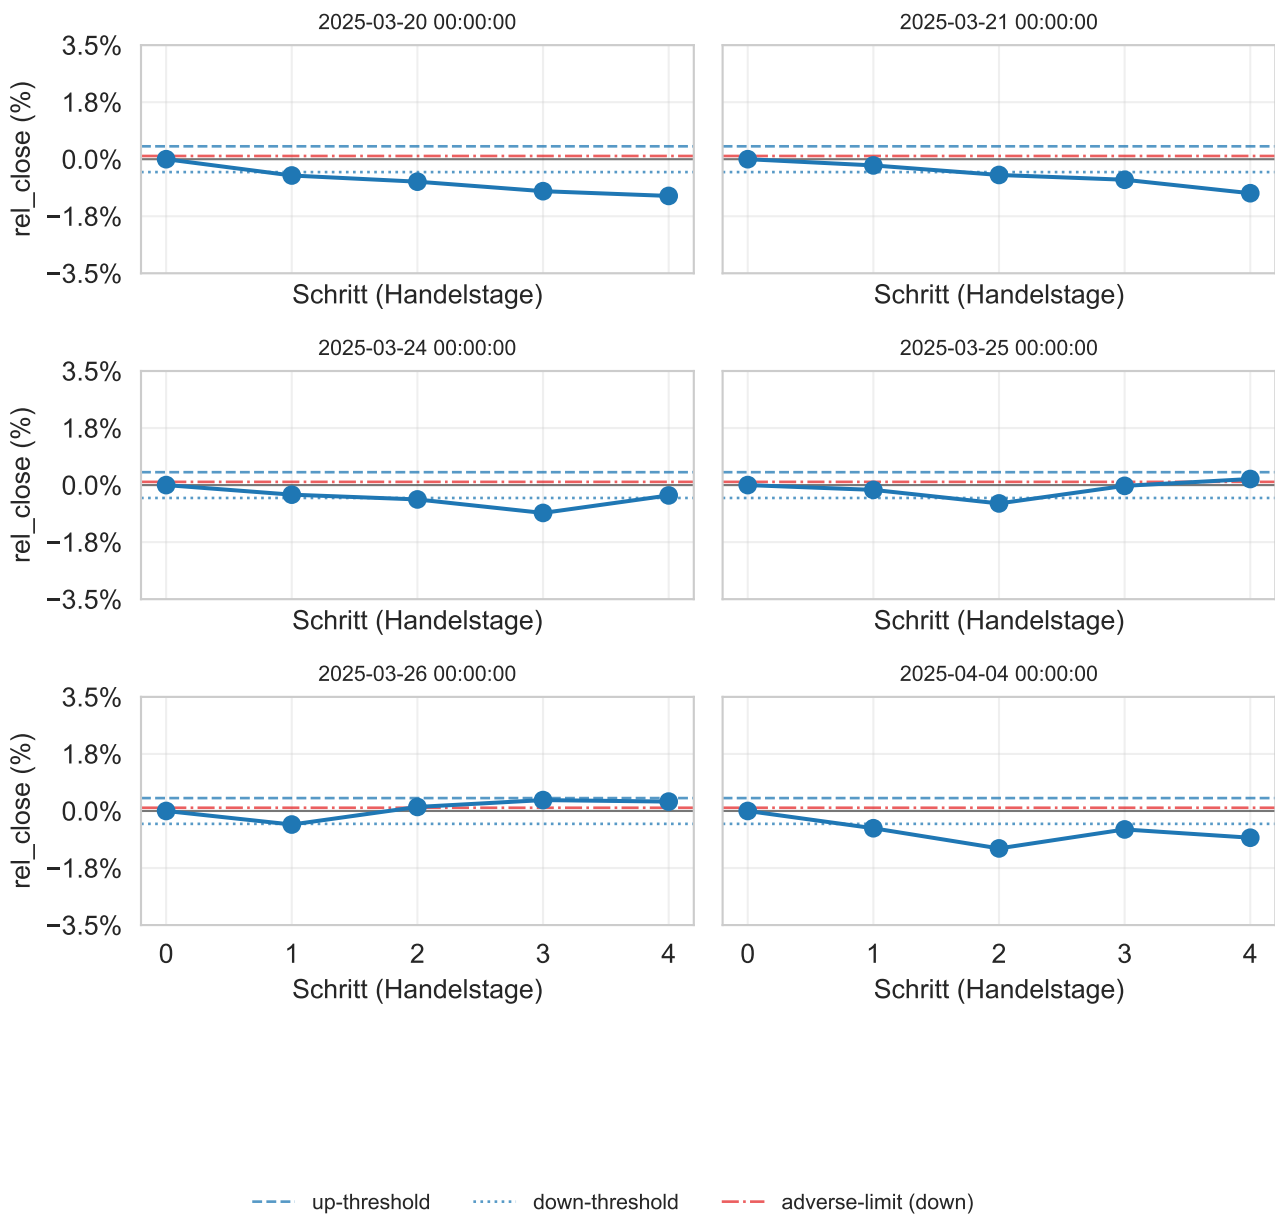 2025-03-20 00:00:00
2025-03-21 00:00:00
3.5%
1.8%
0.0%
−1.8%
−3.5%
rel_close (%)
Schritt (Handelstage)
Schritt (Handelstage)
2025-03-24 00:00:00
2025-03-25 00:00:00
3.5%
1.8%
0.0%
−1.8%
−3.5%
rel_close (%)
Schritt (Handelstage)
Schritt (Handelstage)
2025-03-26 00:00:00
2025-04-04 00:00:00
3.5%
1.8%
0.0%
−1.8%
−3.5%
rel_close (%)
0 1 2 3 4
0 1 2 3 4
Schritt (Handelstage)
Schritt (Handelstage)
up-threshold
down-threshold
adverse-limit (down)